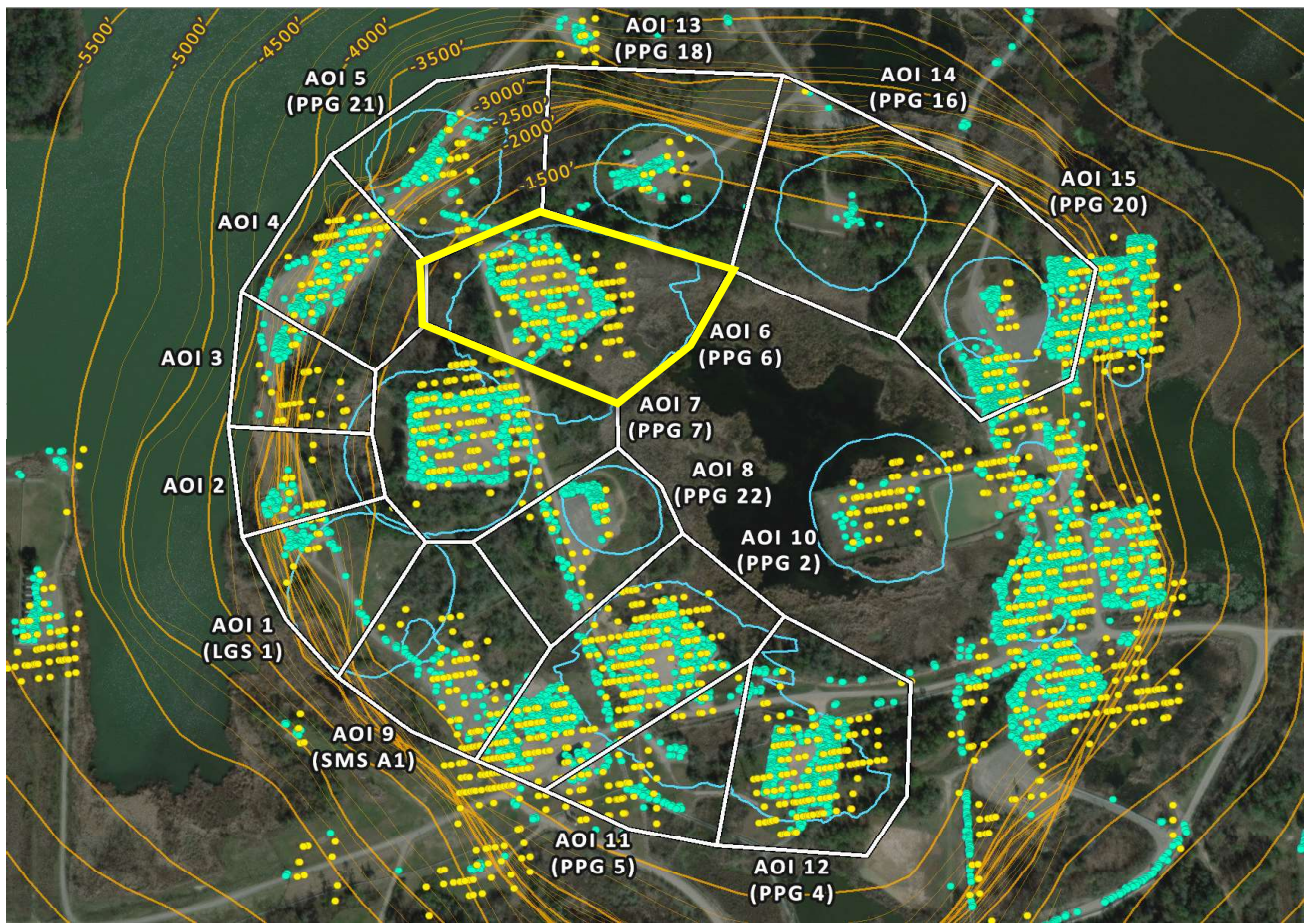 -5500'
-5000'
-4500'
-4000'
-3500'
-3000'
-2500'
-2000'
-1500'
AOI 13
(PPG 18)
AOI 14
(PPG 16)
AOI 5
(PPG 21)
AOI 15
(PPG 20)
AOI 4
AOI 6
(PPG 6)
AOI 3
AOI 7
(PPG 7)
AOI 8
(PPG 22)
AOI 2
AOI 10
(PPG 2)
AOI 1
(LGS 1)
AOI 9
(SMS A1)
AOI 11
(PPG 5)
AOI 12
(PPG 4)